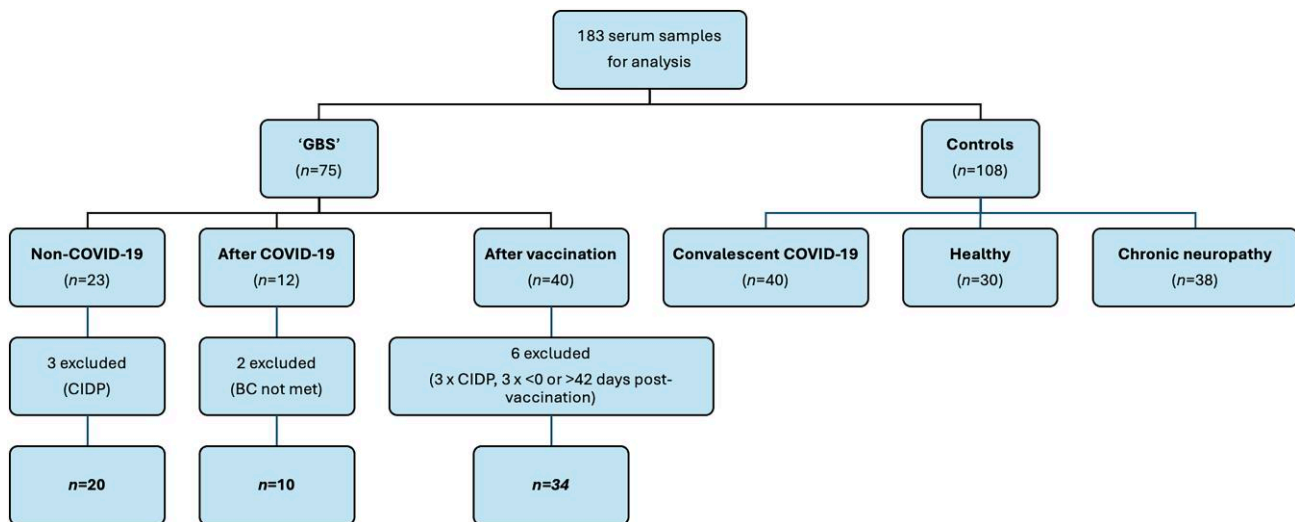 183 serum samples
for analysis
‘GBS’
(n=75)
Controls
(n=108)
Non-COVID-19
(n=23)
After COVID-19
(n=12)
After vaccination
(n=40)
Convalescent COVID-19
(n=40)
Healthy
(n=30)
Chronic neuropathy
(n=38)
3 excluded
(CIDP)
2 excluded
(BC not met)
6 excluded
(3 x CIDP, 3 x <0 or >42 days post-
vaccination)
n=20
n=10
n=34